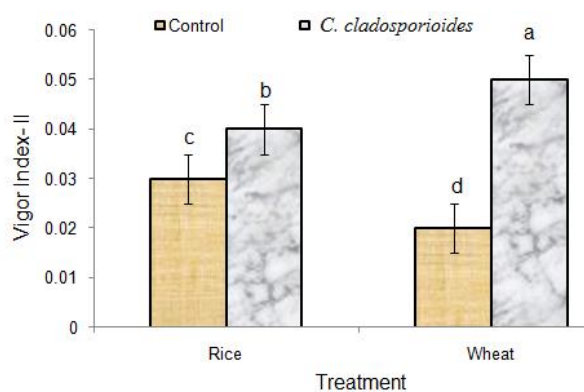 Control C. cladosporioides
Vigor Index- II
0.06
0.05
0.04
0.03
0.02
0.01
0
c
b
d
a
Rice Wheat
Treatment